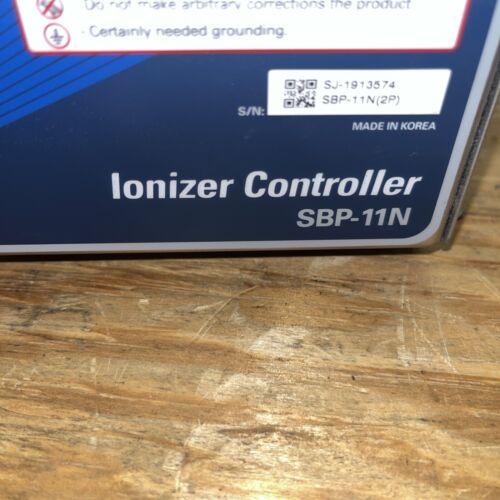 Do not make arbitrary corrections the product
· Certainly needed grounding.
SJ-1913574
S/N: SBP-11N(2P)
MADE IN KOREA
Ionizer Controller
SBP-11N